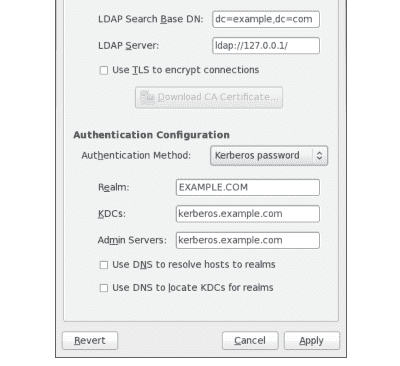 LDAP Search Base DN: dc=example,dc=com
LDAP Server: ldap://127.0.0.1/
Use TLS to encrypt connections
Download CA Certificate...
Authentication Configuration
Authentication Method: Kerberos password
Realm: EXAMPLE.COM
KDCs: kerberos.example.com
Admin Servers: kerberos.example.com
Use DNS to resolve hosts to realms
Use DNS to locate KDCs for realms
Revert Cancel Apply